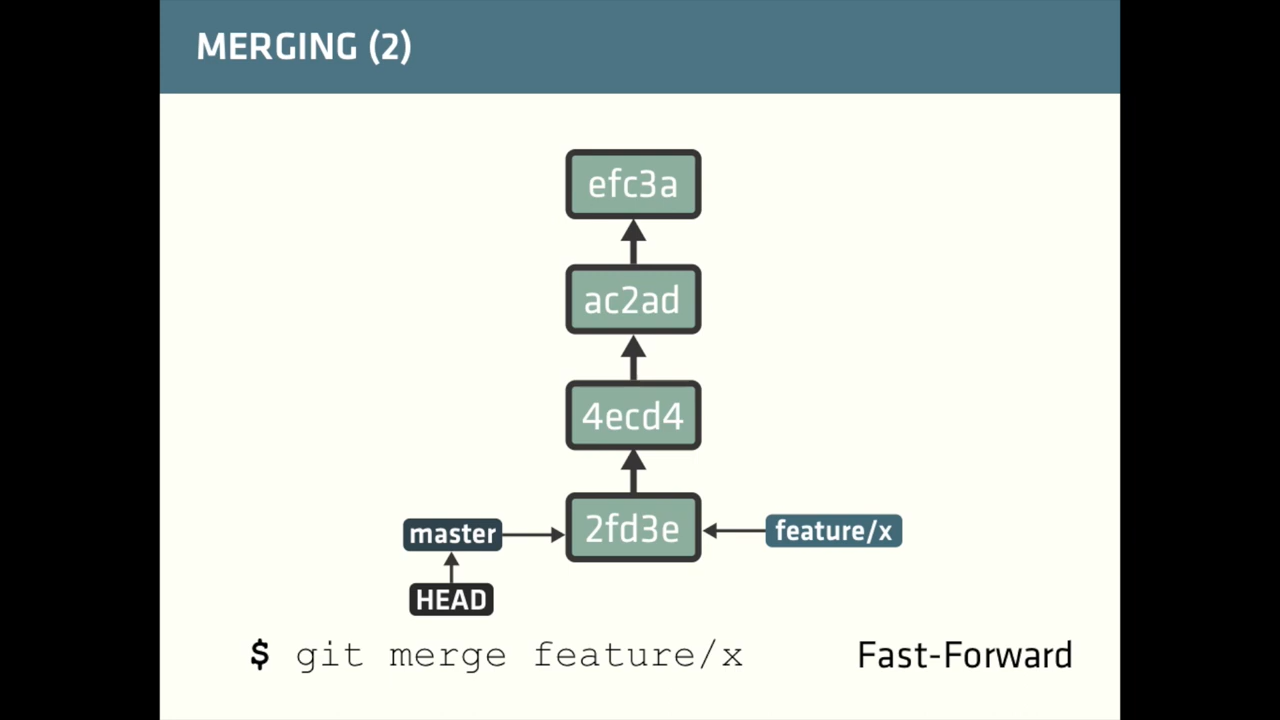 MERGING (2)
efc3a
ac2ad
4ecd4
master
2fd3e
feature/x
HEAD
$ git merge feature/x
Fast-Forward